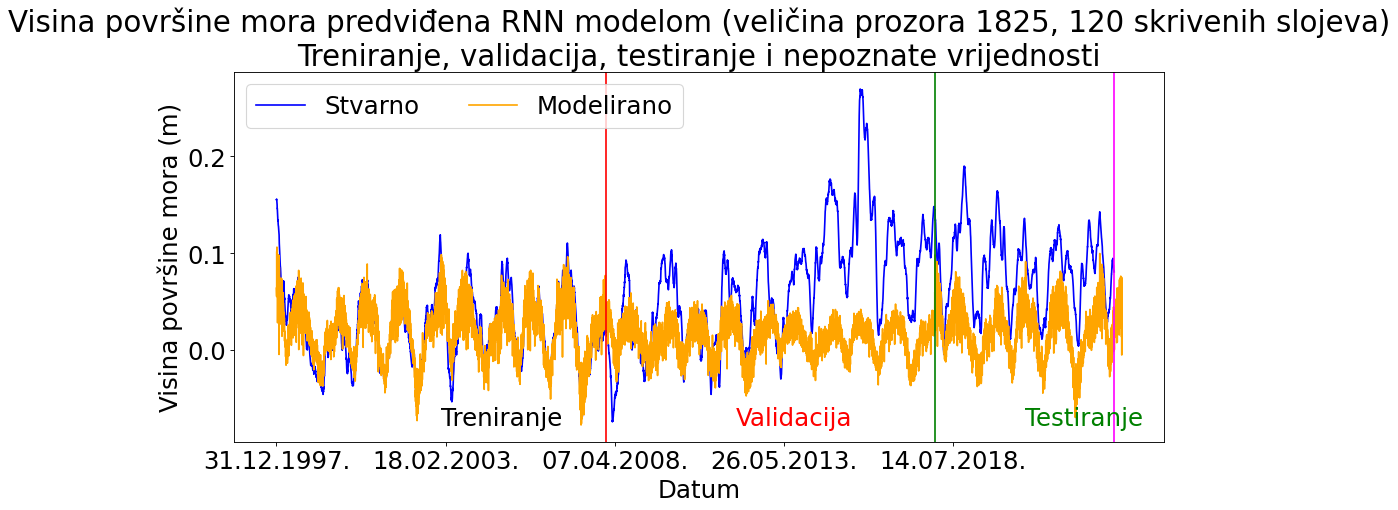 Visina površine mora predviđena RNN modelom (veličina prozora 1825, 120 skrivenih slojeva)
Treniranje, validacija, testiranje i nepoznate vrijednosti
Stvarno Modelirano
Visina površine mora (m)
0.2
0.1
0.0
Treniranje Validacija Testiranje
31.12.1997. 18.02.2003. 07.04.2008. 26.05.2013. 14.07.2018.
Datum